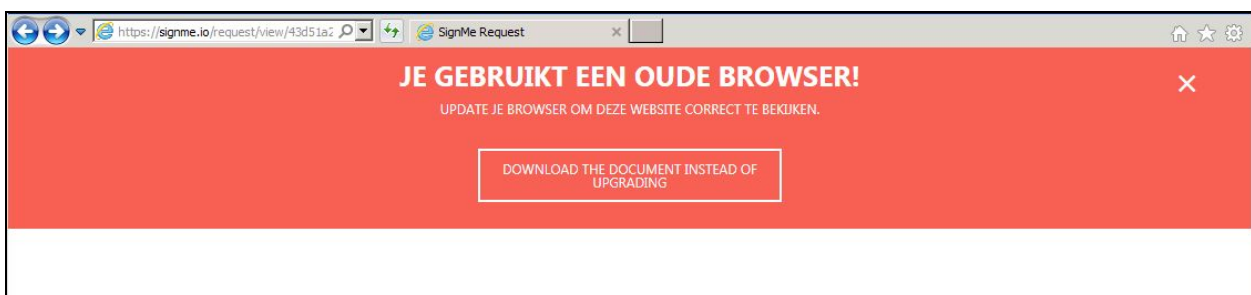 https://signme.io/request/view/43d51a2
SignMe Request
JE GEBRUIKT EEN OUDE BROWSER!
UPDATE JE BROWSER OM DEZE WEBSITE CORRECT TE BEKIJKEN.
DOWNLOAD THE DOCUMENT INSTEAD OF
UPGRADING